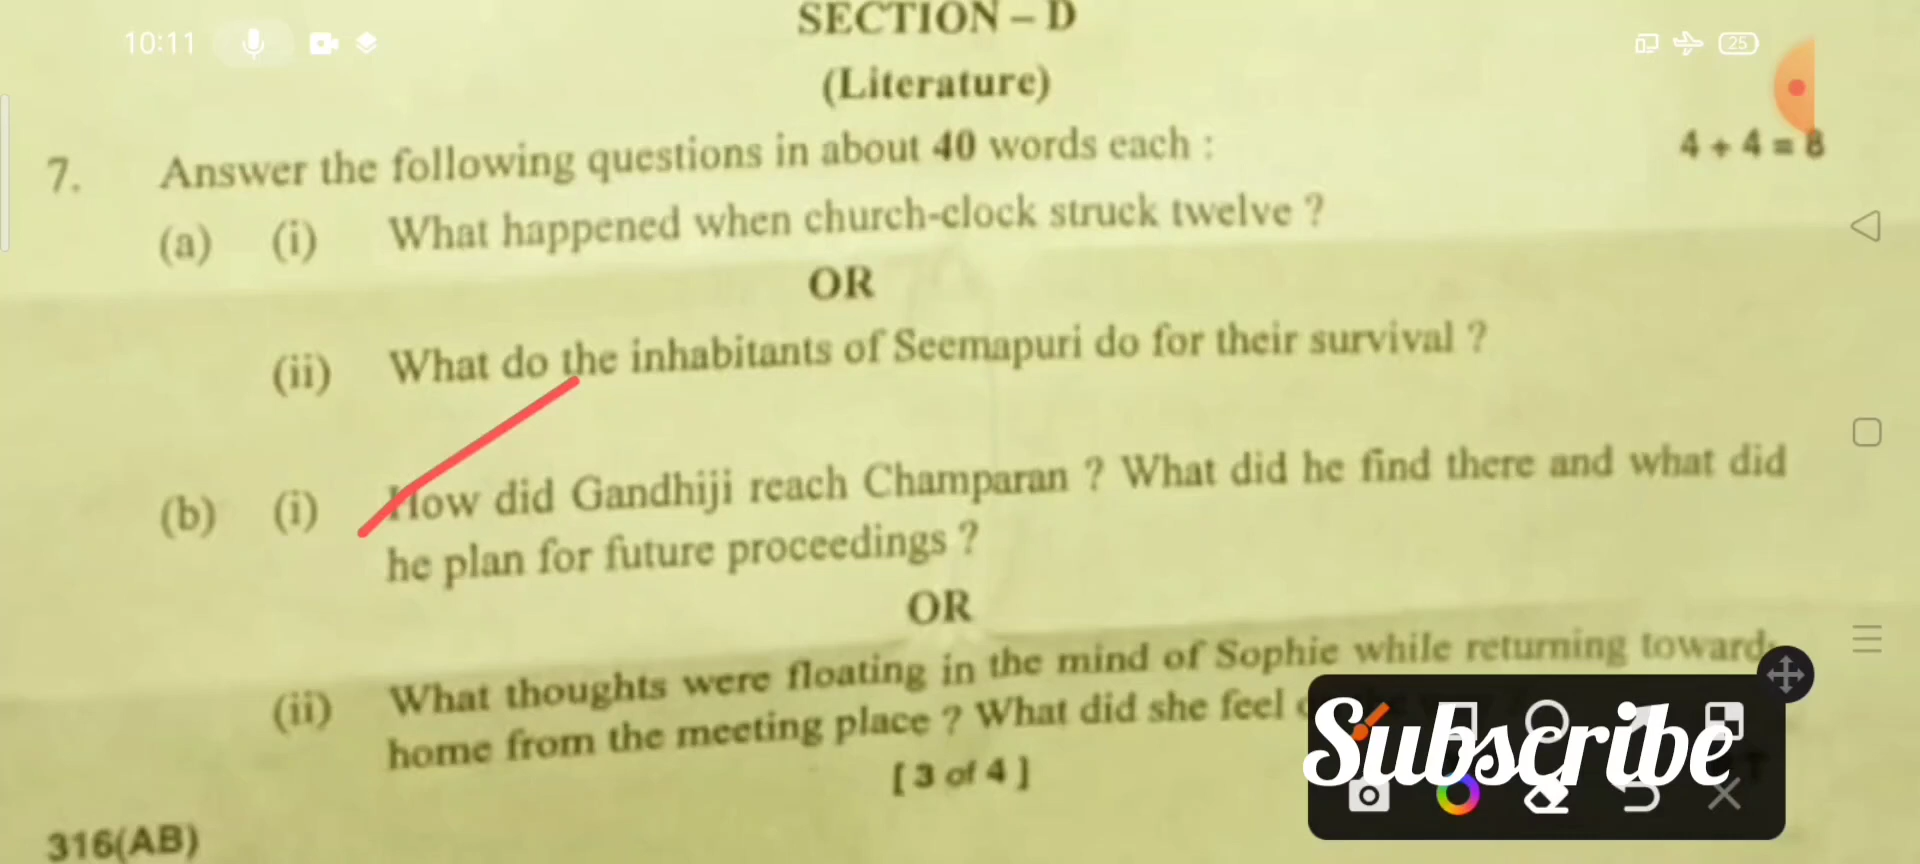 SECTION – D
10:11
25
(Literature)
7. Answer the following questions in about 40 words each : 4 + 4 = 8
(a) (i) What happened when church-clock struck twelve ?
OR
(ii) What do the inhabitants of Seemapuri do for their survival ?
(b) (i) How did Gandhiji reach Champaran ? What did he find there and what did
he plan for future proceedings ?
OR
(ii) What thoughts were floating in the mind of Sophie while returning toward
home from the meeting place ? What did she feel
Subscribe
[ 3 of 4 ]
316(AB)